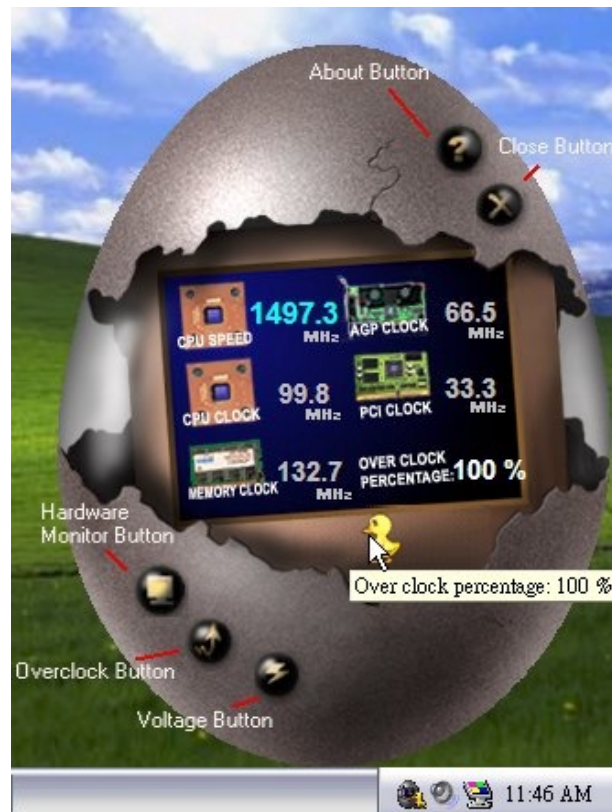 About Button
Close Button
CPU SPEED
1497.3
MHz
AGP CLOCK
66.5
MHz
CPU CLOCK
99.8
MHz
PCI CLOCK
33.3
MHz
MEMORY CLOCK
132.7
MHz
OVER CLOCK
PERCENTAGE:
100 %
Over clock percentage: 100 %
Hardware
Monitor Button
Overclock Button
Voltage Button
11:46 AM